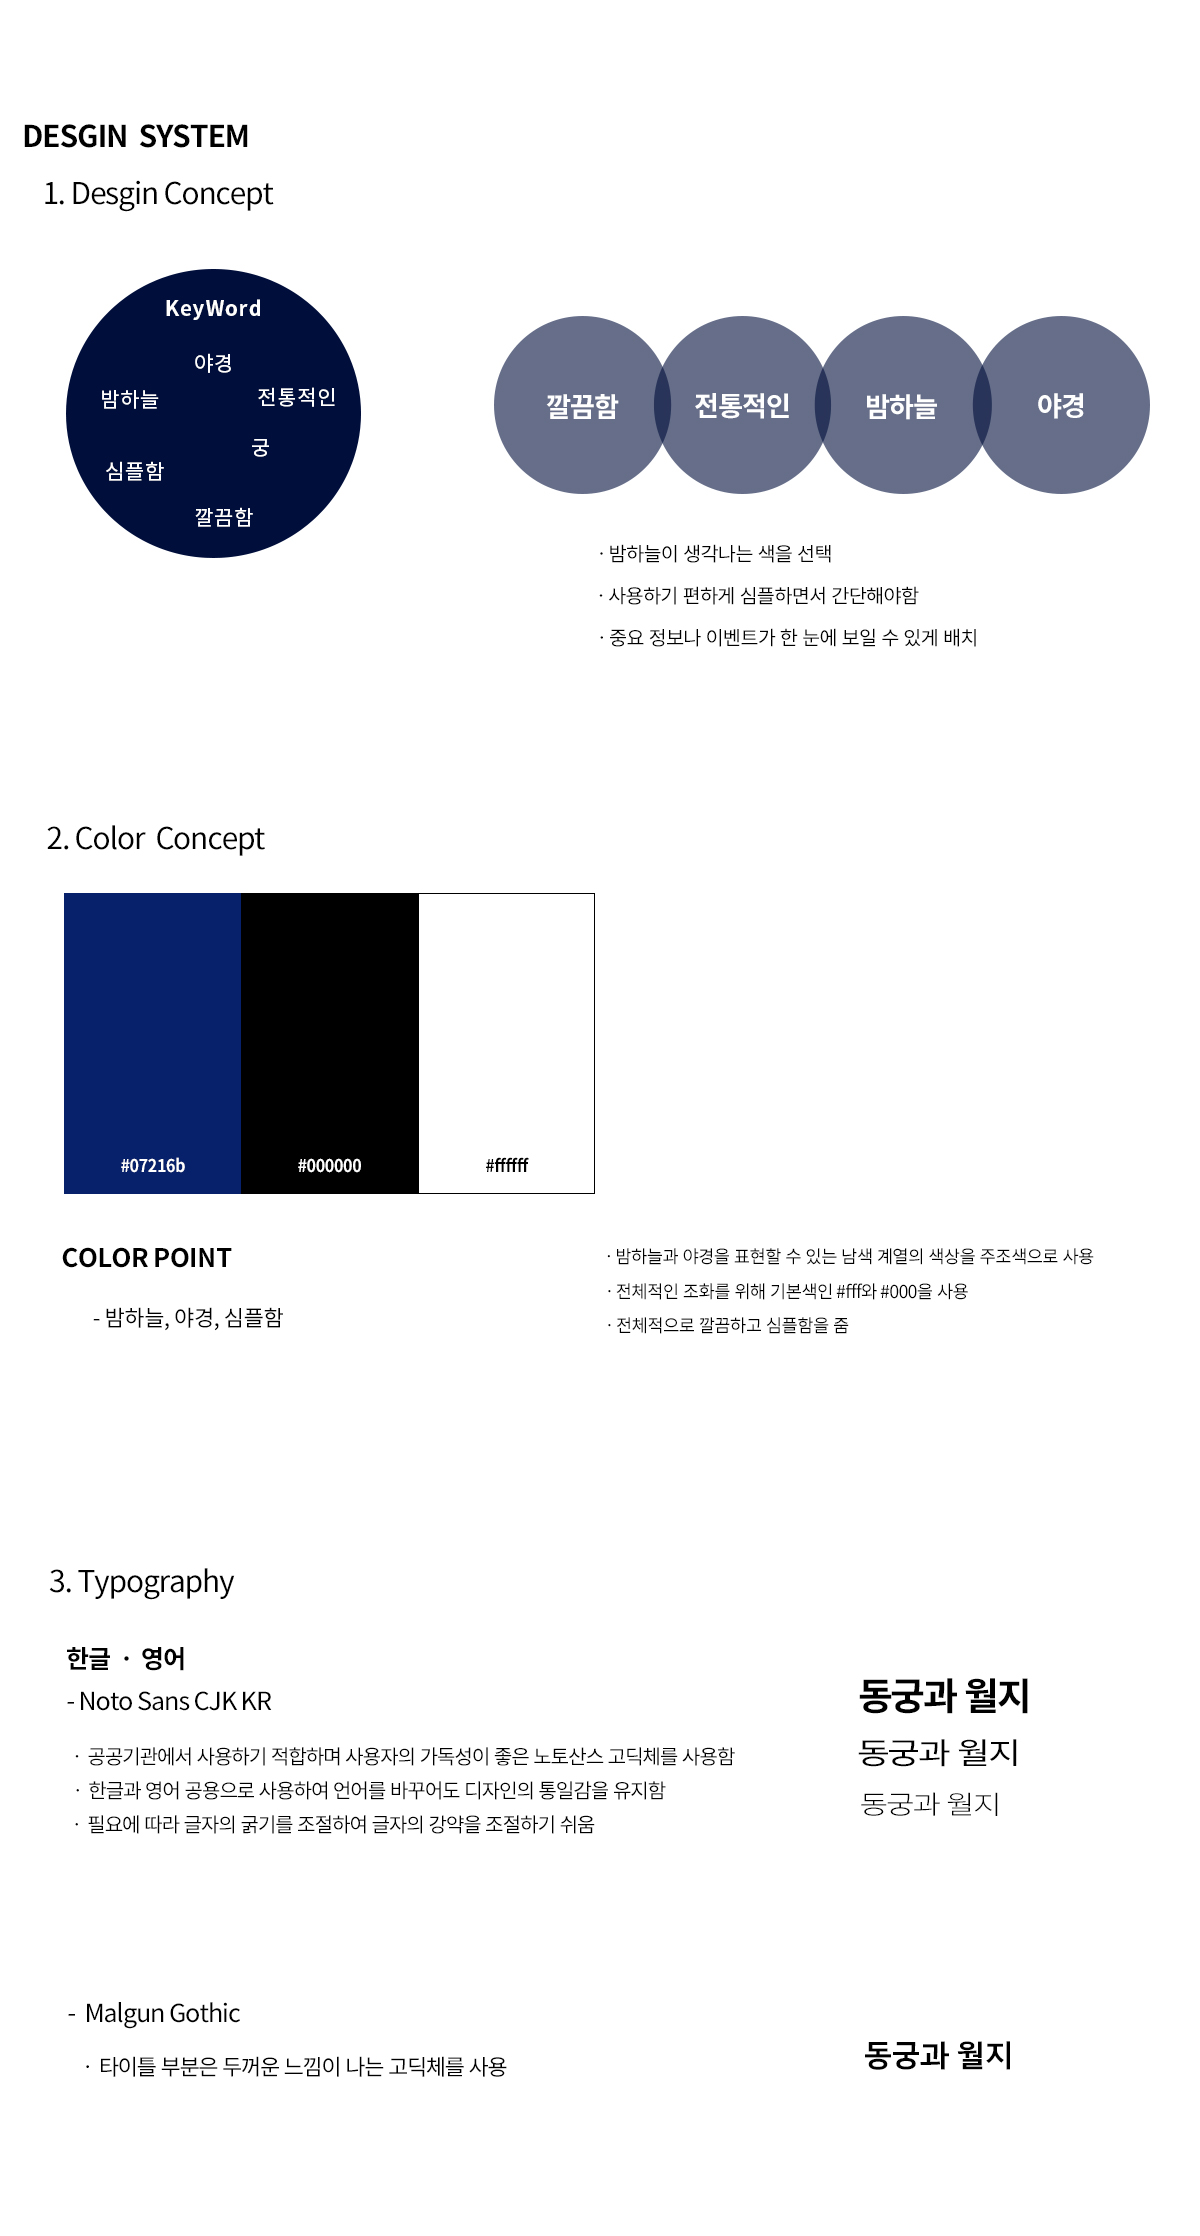 DESGIN SYSTEM
1. Desgin Concept
KeyWord
야경
밤하늘
전통적인
궁
심플함
깔끔함
깔끔함
전통적인
밤하늘
야경
· 밤하늘이 생각나는 색을 선택
· 사용하기 편하게 심플하면서 간단해야함
· 중요 정보나 이벤트가 한 눈에 보일 수 있게 배치
2. Color Concept
#07216b
#000000
#ffffff
COLOR POINT
- 밤하늘, 야경, 심플함
· 밤하늘과 야경을 표현할 수 있는 남색 계열의 색상을 주조색으로 사용
· 전체적인 조화를 위해 기본색인 #fff와 #000을 사용
· 전체적으로 깔끔하고 심플함을 줌
3. Typography
한글 · 영어
- Noto Sans CJK KR
· 공공기관에서 사용하기 적합하며 사용자의 가독성이 좋은 노토산스 고딕체를 사용함
· 한글과 영어 공용으로 사용하여 언어를 바꾸어도 디자인의 통일감을 유지함
· 필요에 따라 글자의 굵기를 조절하여 글자의 강약을 조절하기 쉬움
동궁과 월지
동궁과 월지
동궁과 월지
- Malgun Gothic
· 타이틀 부분은 두꺼운 느낌이 나는 고딕체를 사용
동궁과 월지